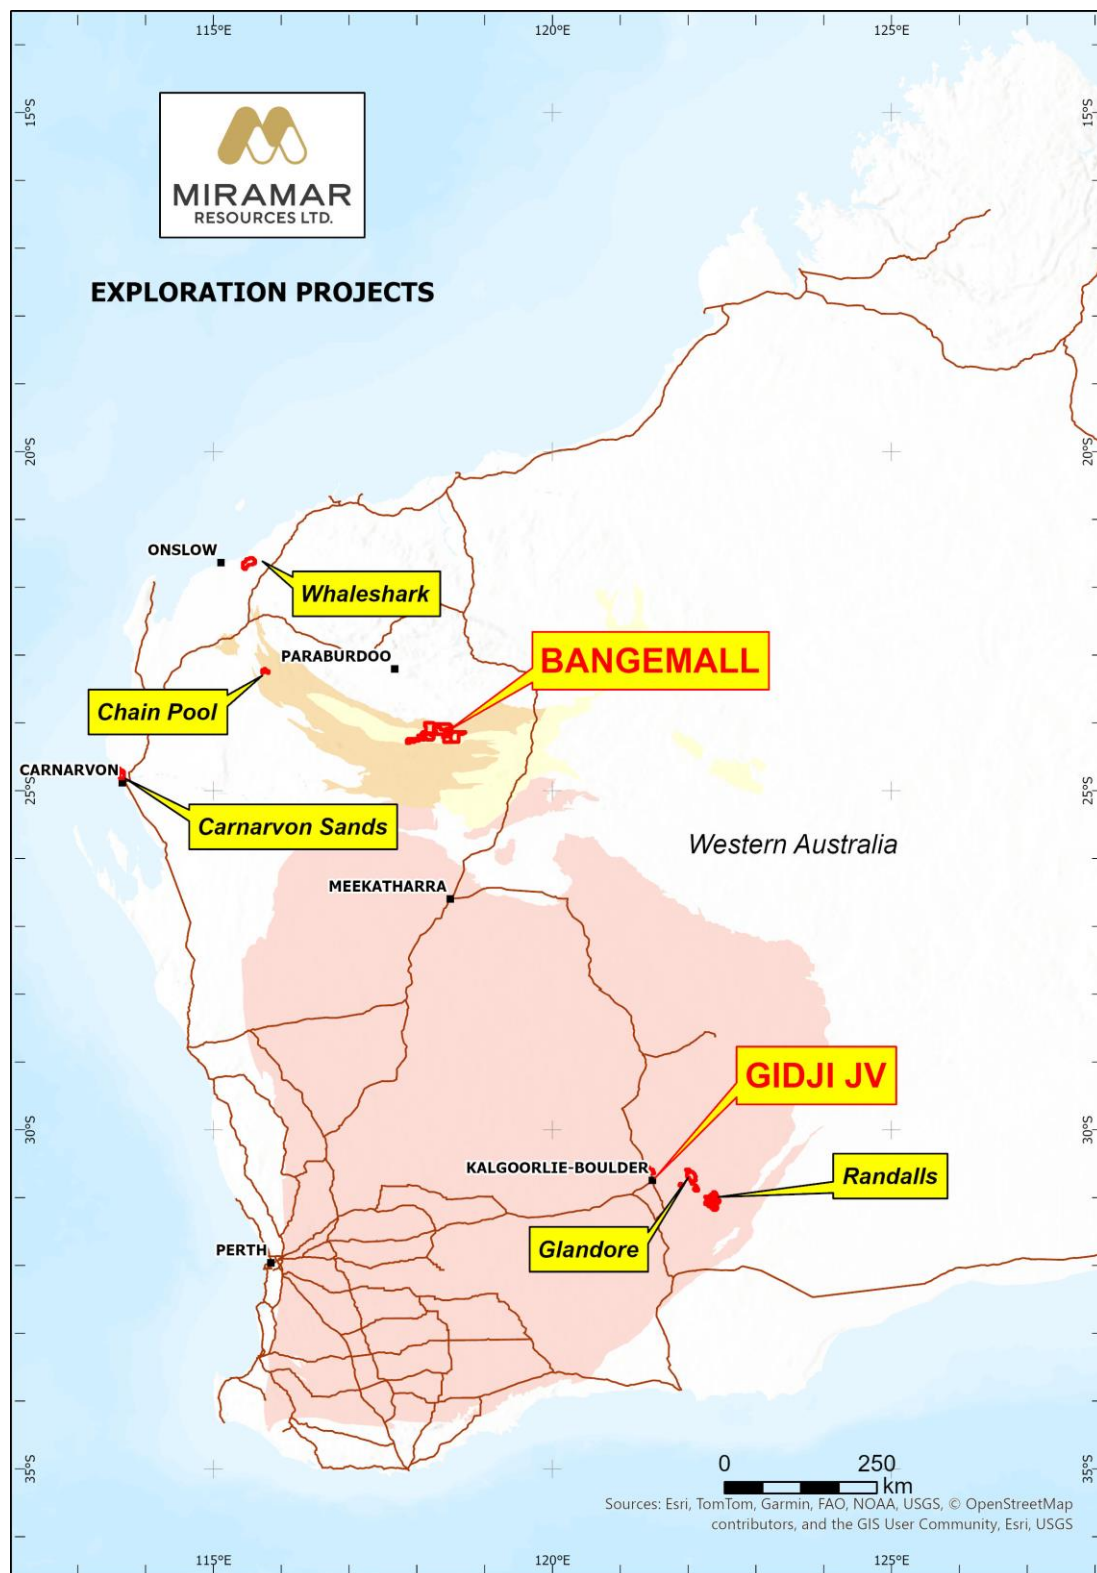 115°E
120°E
125°E
15°S
15°S
MIRAMAR
RESOURCES LTD.
EXPLORATION PROJECTS
20°S
20°S
ONSLOW
Whaleshark
PARABURDOO
BANGEMALL
Chain Pool
CARNARVON
25°S
25°S
Carnarvon Sands
Western Australia
MEEKATHARRA
GIDJI JV
30°S
30°S
KALGOORLIE-BOULDER
Randalls
Glandore
PERTH
0 250
km
35°S
35°S
Sources: Esri, TomTom, Garmin, FAO, NOAA, USGS, © OpenStreetMap
contributors, and the GIS User Community, Esri, USGS
115°E
120°E
125°E